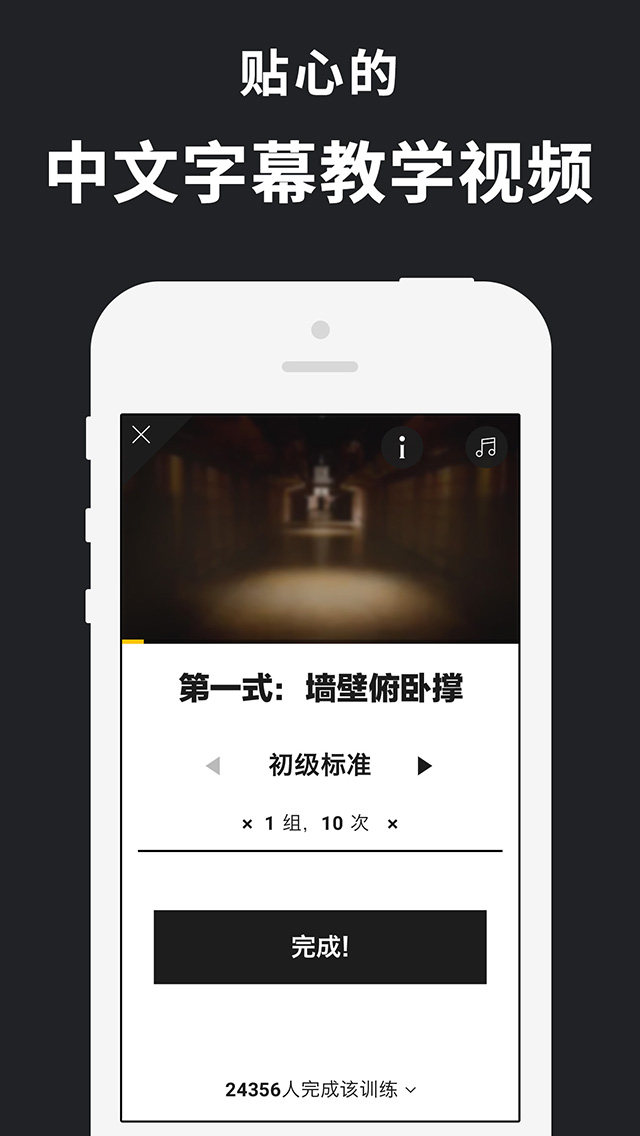 贴心的
中文字幕教学视频
i
第一式：墙壁俯卧撑
初级标准
× 1 组, 10 次 ×
完成!
24356人完成该训练